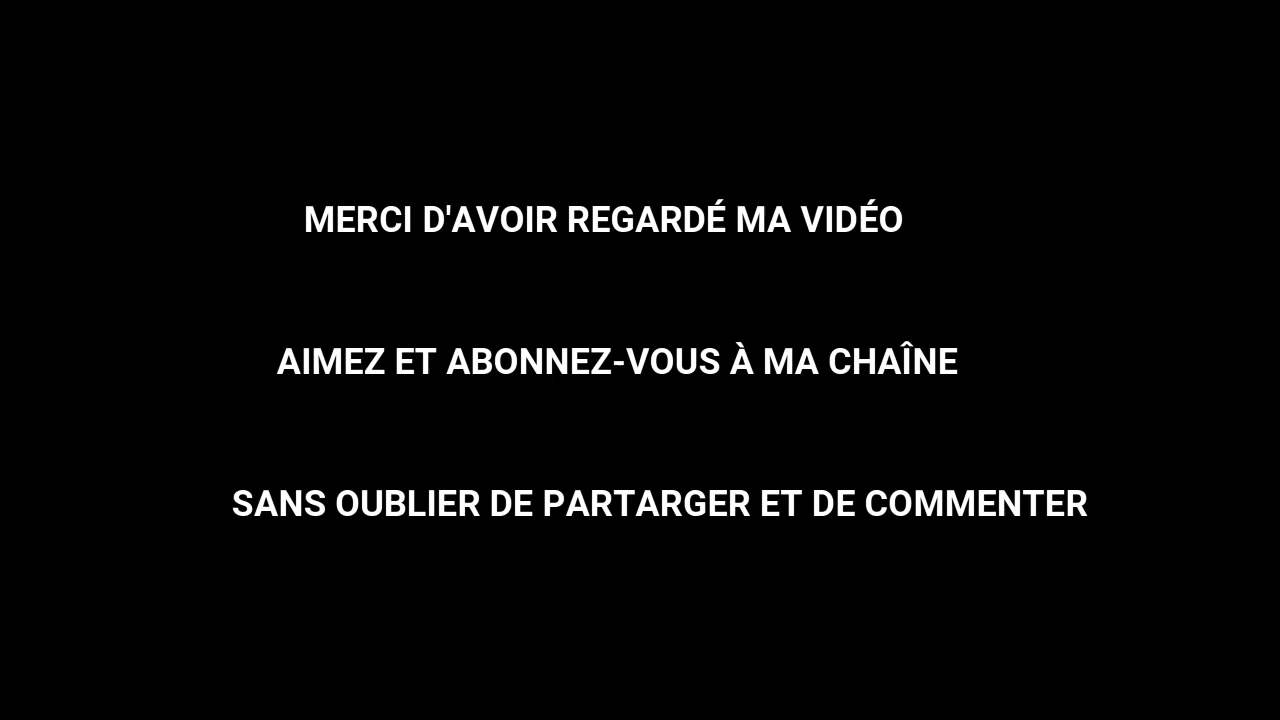 MERCI D'AVOIR REGARDÉ MA VIDÉO
AIMEZ ET ABONNEZ-VOUS À MA CHAÎNE
SANS OUBLIER DE PARTARGER ET DE COMMENTER